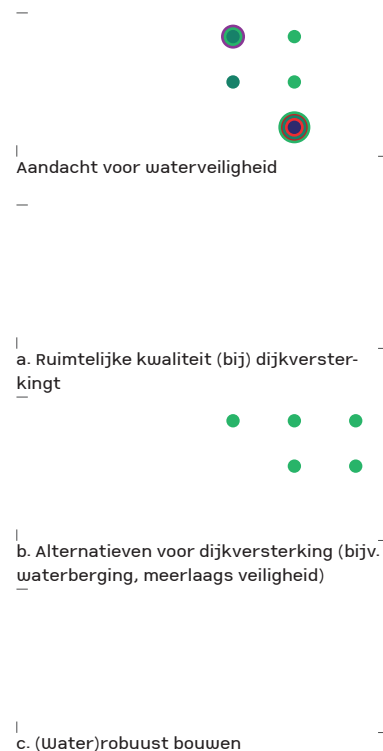 Aandacht voor waterveiligheid
a. Ruimtelijke kwaliteit (bij) dijkverster-
kingt
b. Alternatieven voor dijkversterking (bijv.
waterberging, meerlaags veiligheid)
c. (Water)robuust bouwen